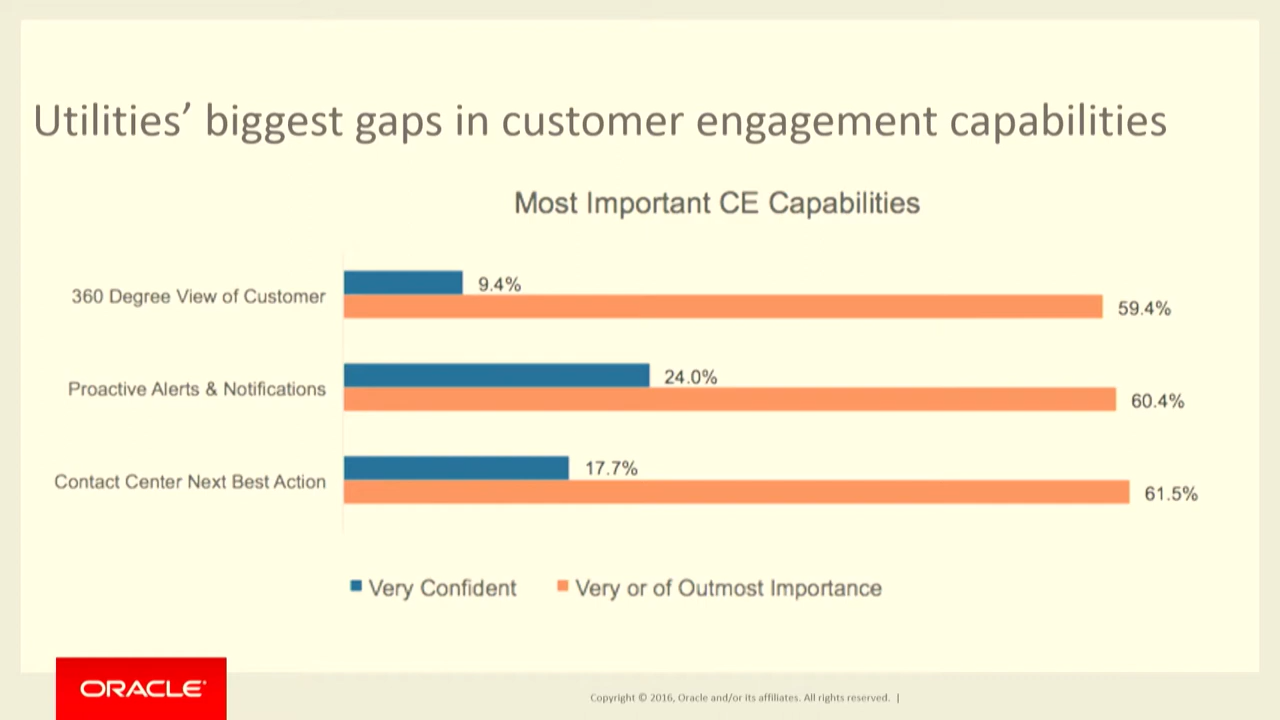 Utilities’ biggest gaps in customer engagement capabilities
Most Important CE Capabilities
360 Degree View of Customer
9.4%
59.4%
Proactive Alerts & Notifications
24.0%
60.4%
Contact Center Next Best Action
17.7%
61.5%
Very Confident
Very or of Outmost Importance
ORACLE®
Copyright © 2016, Oracle and/or its affiliates. All rights reserved. |